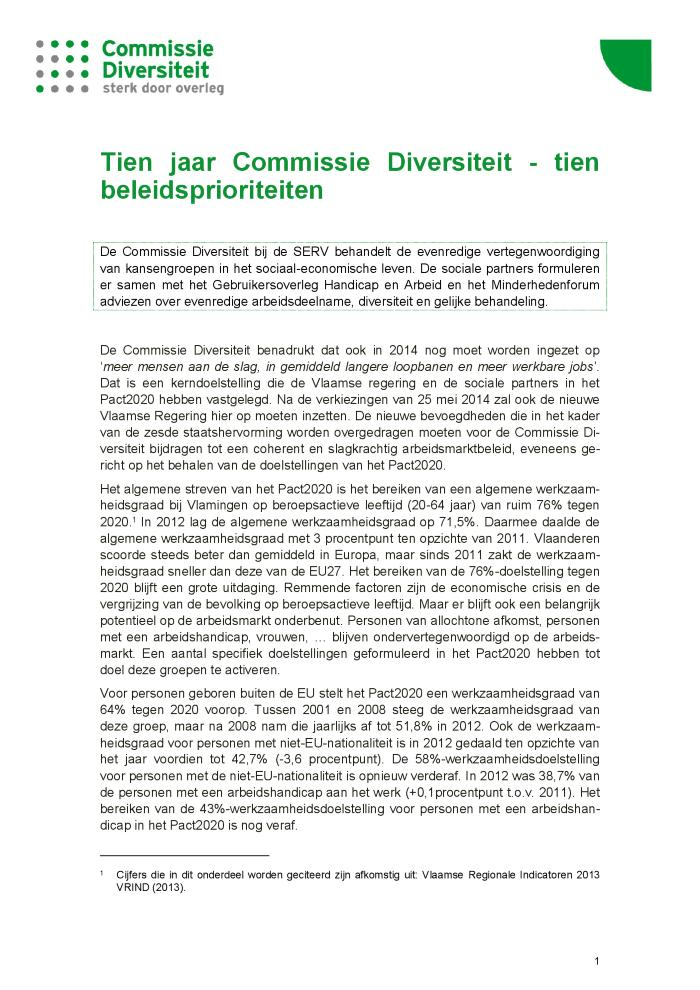 Commissie
Diversiteit
sterk door overleg
Tien jaar Commissie Diversiteit - tien
beleidsprioriteiten
De Commissie Diversiteit bij de SERV behandelt de evenredige vertegenwoordiging
van kansengroepen in het sociaal-economische leven. De sociale partners formuleren
er samen met het Gebruikersoverleg Handicap en Arbeid en het Minderhedenforum
adviezen over evenredige arbeidsdeelname, diversiteit en gelijke behandeling.
De Commissie Diversiteit benadrukt dat ook in 2014 nog moet worden ingezet op
'meer mensen aan de slag, in gemiddeld langere loopbanen en meer werkbare jobs'.
Dat is een kerndoelstelling die de Vlaamse regering en de sociale partners in het
Pact2020 hebben vastgelegd. Na de verkiezingen van 25 mei 2014 zal ook de nieuwe
Vlaamse Regering hier op moeten inzetten. De nieuwe bevoegdheden die in het kader
van de zesde staatshervorming worden overgedragen moeten voor de Commissie Di-
versiteit bijdragen tot een coherent en slagkrachtig arbeidsmarktbeleid, eveneens ge-
richt op het behalen van de doelstellingen van het Pact2020.
Het algemene streven van het Pact2020 is het bereiken van een algemene werkzaam-
heidsgraad bij Vlamingen op beroepsactieve leeftijd (20-64 jaar) van ruim 76% tegen
2020.1 In 2012 lag de algemene werkzaamheidsgraad op 71,5%. Daarmee daalde de
algemene werkzaamheidsgraad met 3 procentpunt ten opzichte van 2011. Vlaanderen
scoorde steeds beter dan gemiddeld in Europa, maar sinds 2011 zakt de werkzaam-
heidsgraad sneller dan deze van de EU27. Het bereiken van de 76%-doelstelling tegen
2020 blijft een grote uitdaging. Remmende factoren zijn de economische crisis en de
vergrijzing van de bevolking op beroepsactieve leeftijd. Maar er blijft ook een belangrijk
potentieel op de arbeidsmarkt onderbenut. Personen van allochtone afkomst, personen
met een arbeidshandicap, vrouwen, … blijven ondervertegenwoordigd op de arbeids-
markt. Een aantal specifiek doelstellingen geformuleerd in het Pact2020 hebben tot
doel deze groepen te activeren.
Voor personen geboren buiten de EU stelt het Pact2020 een werkzaamheidsgraad van
64% tegen 2020 voorop. Tussen 2001 en 2008 steeg de werkzaamheidsgraad van
deze groep, maar na 2008 nam die jaarlijks af tot 51,8% in 2012. Ook de werkzaam-
heidsgraad voor personen met niet-EU-nationaliteit is in 2012 gedaald ten opzichte van
het jaar voordien tot 42,7% (-3,6 procentpunt). De 58%-werkzaamheidsdoelstelling
voor personen met de niet-EU-nationaliteit is opnieuw verderaf. In 2012 was 38,7% van
de personen met een arbeidshandicap aan het werk (+0,1procentpunt t.o.v. 2011). Het
bereiken van de 43%-werkzaamheidsdoelstelling voor personen met een arbeidshan-
dicap in het Pact2020 is nog veraf.
1 Cijfers die in dit onderdeel worden geciteerd zijn afkomstig uit: Vlaamse Regionale Indicatoren 2013
VRIND (2013).
1